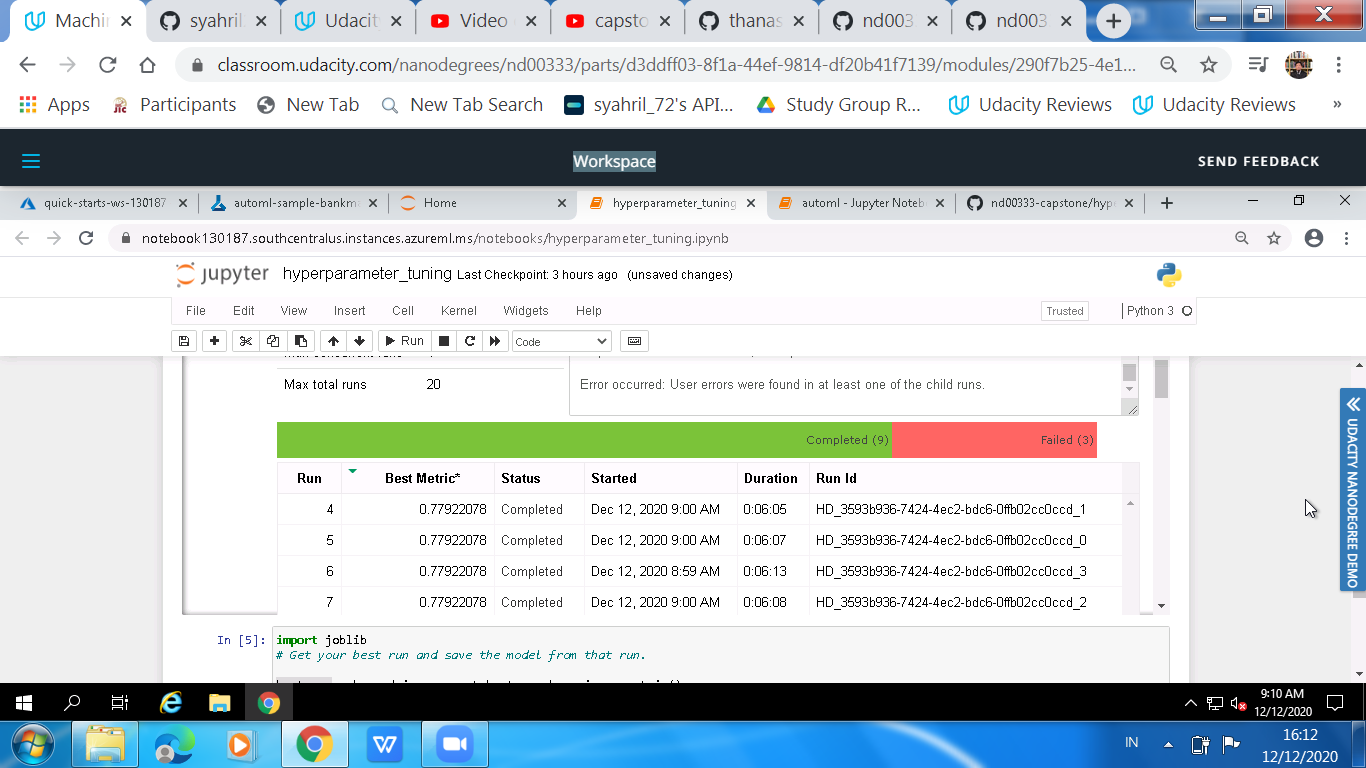 Machin
syahril
Udacity
Video
capsto
thanas
nd003
nd003
classroom.udacity.com/nanodegrees/nd00333/parts/d3ddff03-8f1a-44ef-9814-df20b41f7139/modules/290f7b25-4e1...
Apps
Participants
New Tab
New Tab Search
syahril_72's API...
Study Group R...
Udacity Reviews
Udacity Reviews
»
Workspace
SEND FEEDBACK
quick-starts-ws-130187
automl-sample-bankm
Home
hyperparameter_tuning
automl - Jupyter Noteb
nd00333-capstone/hype
notebook130187.southcentralus.instances.azureml.ms/notebooks/hyperparameter_tuning.ipynb
jupyter hyperparameter_tuning Last Checkpoint: 3 hours ago (unsaved changes)
File Edit View Insert Cell Kernel Widgets Help
Trusted
Python 3
Run
Code
Max total runs 20
Error occurred: User errors were found in at least one of the child runs.
Completed (9)
Failed (3)
Run Best Metric* Status Started Duration Run Id
4 0.77922078 Completed Dec 12, 2020 9:00 AM 0:06:05 HD_3593b936-7424-4ec2-bdc6-0ffb02cc0ccd_1
5 0.77922078 Completed Dec 12, 2020 9:00 AM 0:06:07 HD_3593b936-7424-4ec2-bdc6-0ffb02cc0ccd_0
6 0.77922078 Completed Dec 12, 2020 8:59 AM 0:06:13 HD_3593b936-7424-4ec2-bdc6-0ffb02cc0ccd_3
7 0.77922078 Completed Dec 12, 2020 9:00 AM 0:06:08 HD_3593b936-7424-4ec2-bdc6-0ffb02cc0ccd_2
UDACITY NANODEGREE DEMO
In [5]:
import joblib
# Get your best run and save the model from that run.
9:10 AM
12/12/2020
IN
16:12
12/12/2020